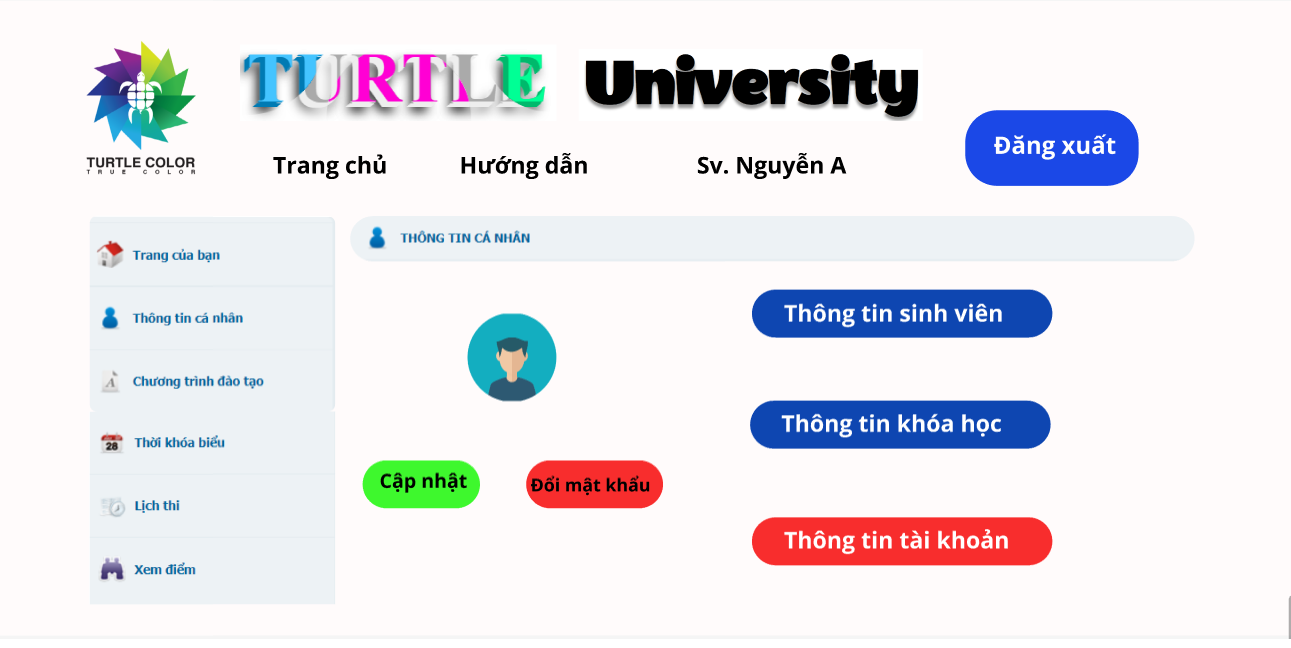 TURTLE University
TURTLE COLOR
TRUE COLOR
Trang chủ
Hướng dẫn
Sv. Nguyễn A
Đăng xuất
Trang của bạn
Thông tin cá nhân
Chương trình đào tạo
28
Thời khóa biểu
Lịch thi
Xem điểm
THÔNG TIN CÁ NHÂN
Cập nhật
Đổi mật khẩu
Thông tin sinh viên
Thông tin khóa học
Thông tin tài khoản